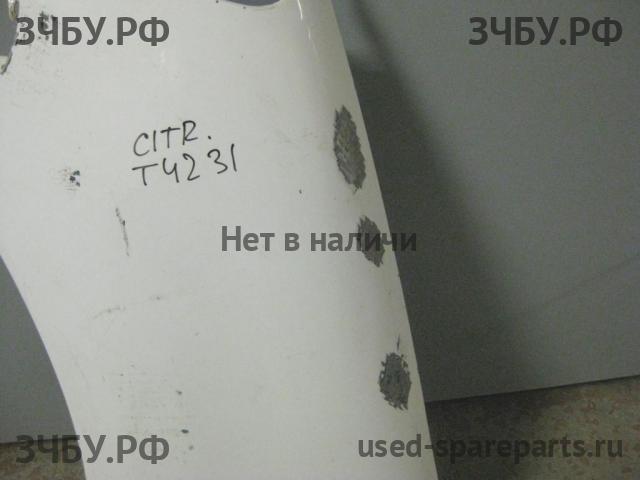 ЗЧБУ.РФ
ЗЧБУ.РФ
CITR.
T4231
Нет в наличи
ЗЧБУ.РФ
used-spareparts.ru